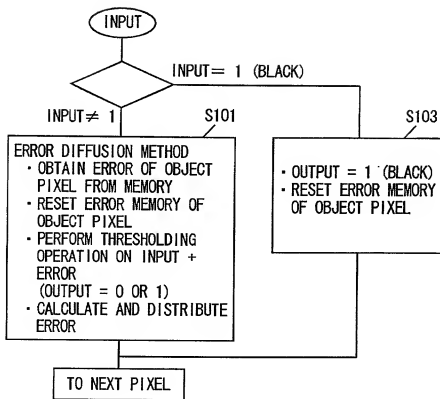 INPUT
INPUT= 1 (BLACK)
INPUT≠ 1
S101
ERROR DIFFUSION METHOD
· OBTAIN ERROR OF OBJECT
PIXEL FROM MEMORY
· RESET ERROR MEMORY OF
OBJECT PIXEL
· PERFORM THRESHOLDING
OPERATION ON INPUT +
ERROR
(OUTPUT = 0 OR 1)
· CALCULATE AND DISTRIBUTE
ERROR
S103
· OUTPUT = 1 (BLACK)
· RESET ERROR MEMORY
OF OBJECT PIXEL
TO NEXT PIXEL